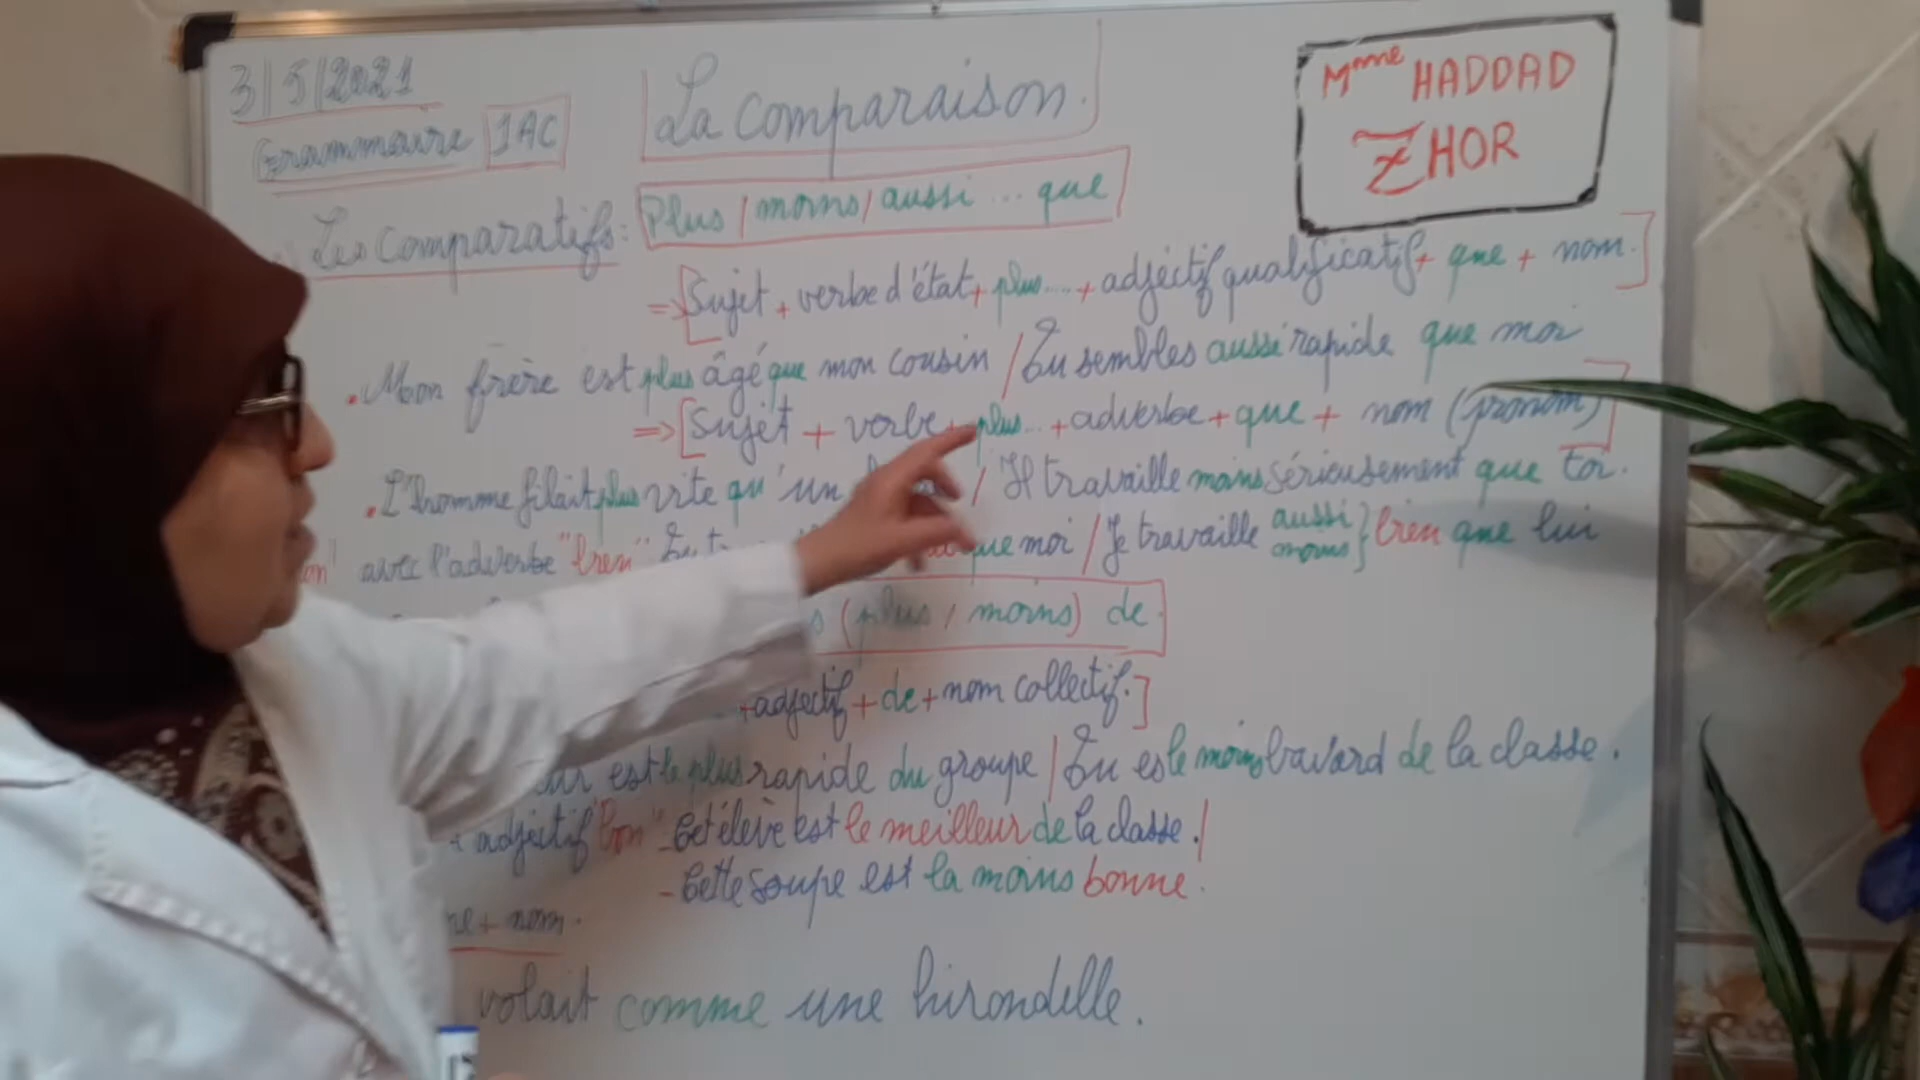 3/5/2021
Grammaire 1AC
La comparaison.
Mme HADDAD
ZHOR
Les comparatifs: Plus / moins / aussi ... que
=> [Sujet + verbe d'état + plus.... + adjéctif qualificatif + que + nom.]
. Mon frère est plus âgé que mon cousin / Tu sembles aussi rapide que moi
=> [Sujet + verbe + plus... + adverbe + que + nom (pronom)]
. L'homme filait plus vite qu'un / Il travaille moins sérieusement que toi.
avec l'adverbe "bien" Tu que moi / Je travaille aussi moins } bien que lui
(plus / moins) de
+ adjectif + de + nom collectif.]
est le plus rapide du groupe / Tu es le moins bavard de la classe.
+ adjectif "bon" - Cet élève est le meilleur de la classe. /
- Cette soupe est la moins bonne.
+ nom.
volait comme une hirondelle.